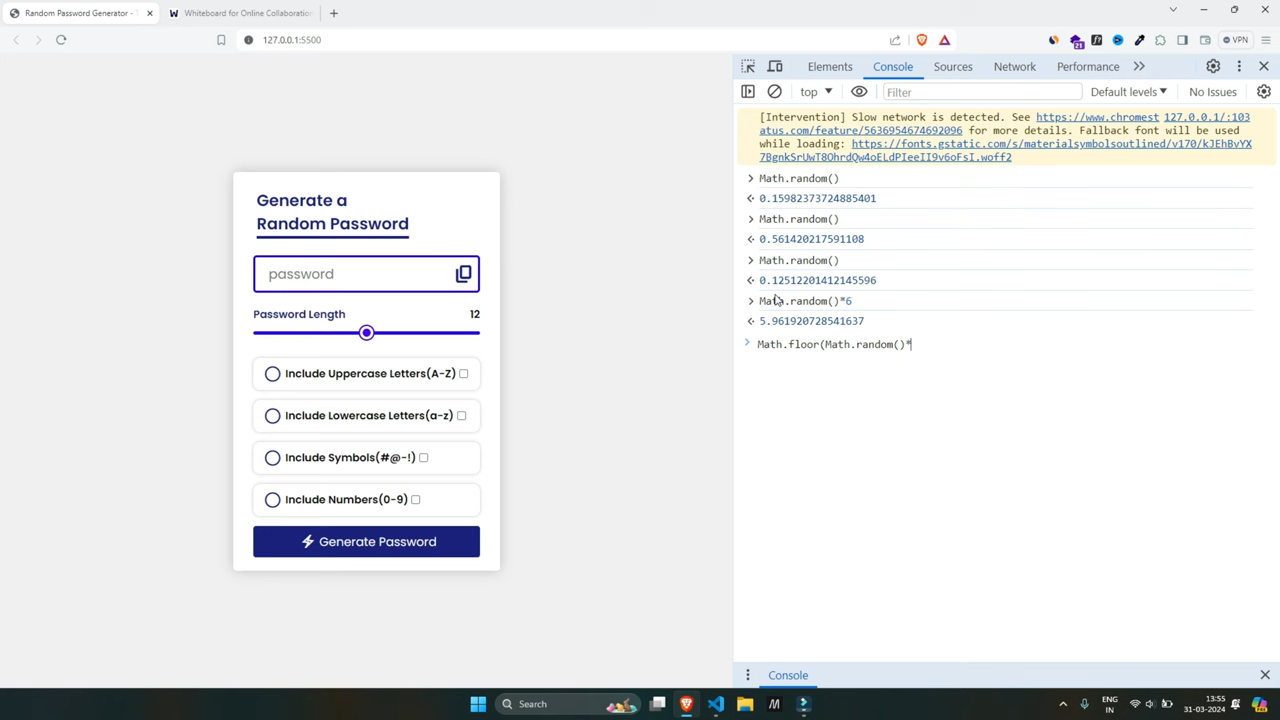 Random Password Generator -
Whiteboard for Online Collaboration
127.0.0.1:5500
21
VPN
Generate a
Random Password
password
Password Length 12
Include Uppercase Letters(A-Z)
Include Lowercase Letters(a-z)
Include Symbols(#@-!)
Include Numbers(0-9)
Generate Password
Elements Console Sources Network Performance
top Filter Default levels No Issues
[Intervention] Slow network is detected. See https://www.chromest 127.0.0.1/:103
atus.com/feature/5636954674692096 for more details. Fallback font will be used
while loading: https://fonts.gstatic.com/s/materialsymbolsoutlined/v170/kJEhBvYX
7BgnkSrUwT8OhrdQw4oELdPIeeII9v6oFsI.woff2
Math.random()
0.15982373724885401
Math.random()
0.561420217591108
Math.random()
0.12512201412145596
Math.random()*6
5.961920728541637
Math.floor(Math.random()*
Console
Search
ENG
IN
13:55
31-03-2024